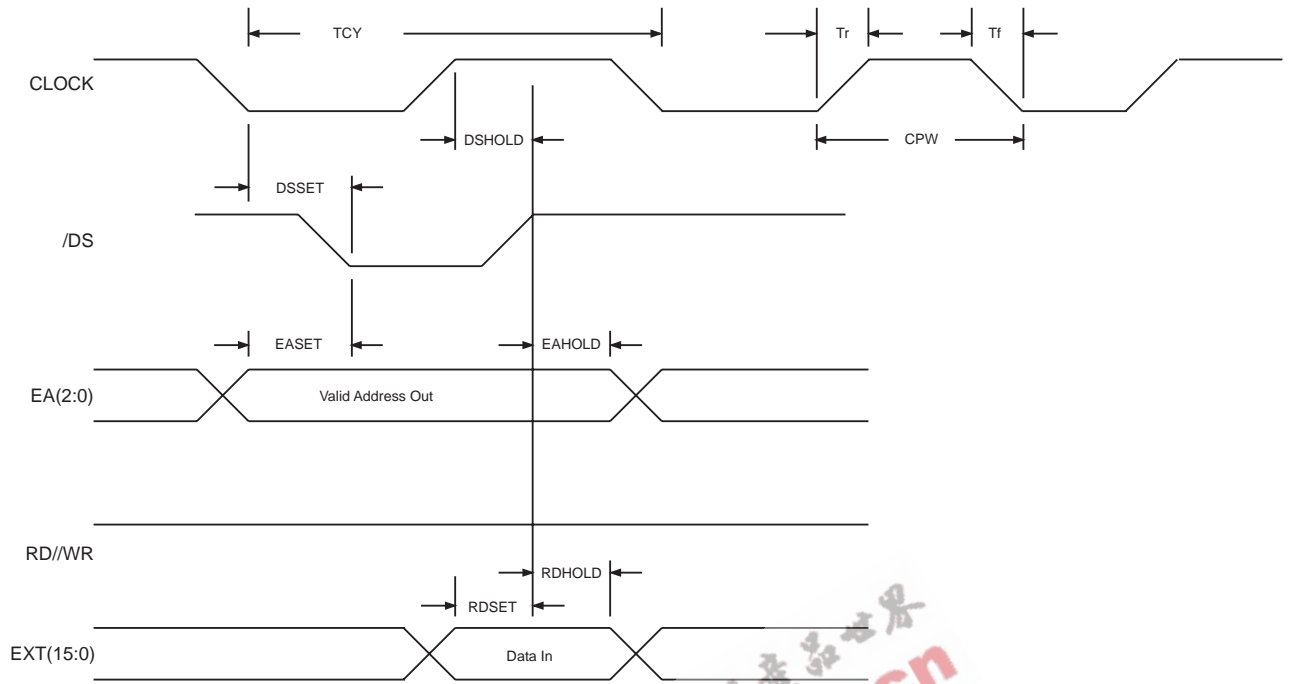 TCY
Tr
Tf
CLOCK
DSHOLD
CPW
DSSET
/DS
EASET
EAHOLD
EA(2:0)
Valid Address Out
RD//WR
RDHOLD
RDSET
EXT(15:0)
Data In